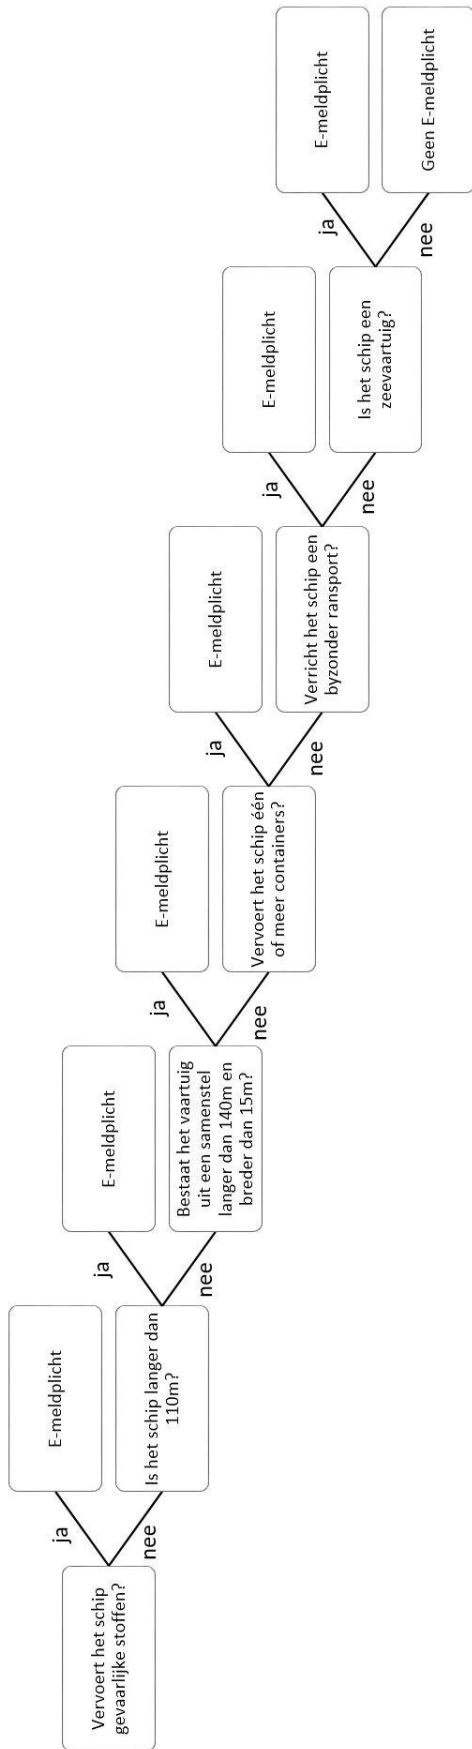 Vervoert het schip
gevaarlijke stoffen?
ja
nee
E-meldplicht
Is het schip langer dan
110m?
ja
nee
E-meldplicht
Bestaat het vaartuig
uit een samenstel
langer dan 140m en
breder dan 15m?
ja
nee
E-meldplicht
Vervoert het schip één
of meer containers?
ja
nee
E-meldplicht
Verricht het schip een
byzonder ransport?
ja
nee
E-meldplicht
Is het schip een
zeevaartuig?
ja
nee
E-meldplicht
Geen E-meldplicht